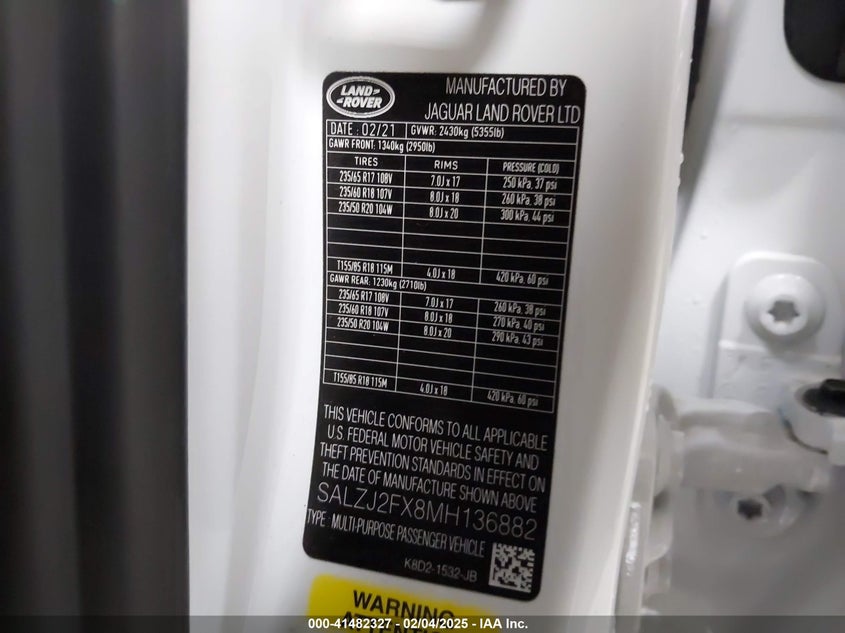 LAND ROVER
MANUFACTURED BY
JAGUAR LAND ROVER LTD
DATE : 02/21 GVWR: 2430kg (5355lb)
GAWR FRONT: 1340kg (2950lb)
TIRES RIMS PRESSURE (COLD)
235/65 R17 108V 7.0J x 17 250 kPa, 37 psi
235/60 R18 107V 8.0J x 18 260 kPa, 38 psi
235/50 R20 104W 8.0J x 20 300 kPa, 44 psi
T155/85 R18 115M 4.0J x 18 420 kPa, 60 psi
GAWR REAR: 1230kg (2710lb)
235/65 R17 108V 7.0J x 17 260 kPa, 38 psi
235/60 R18 107V 8.0J x 18 270 kPa, 40 psi
235/50 R20 104W 8.0J x 20 290 kPa, 43 psi
T155/85 R18 115M 4.0J x 18 420 kPa, 60 psi
THIS VEHICLE CONFORMS TO ALL APPLICABLE
U.S. FEDERAL MOTOR VEHICLE SAFETY AND
THEFT PREVENTION STANDARDS IN EFFECT ON
THE DATE OF MANUFACTURE SHOWN ABOVE
SALZJ2FX8MH136882
TYPE : MULTI-PURPOSE PASSENGER VEHICLE
K8D2-1532-JB
WARNING
ATTENTION
000-41482327 - 02/04/2025 - IAA Inc.